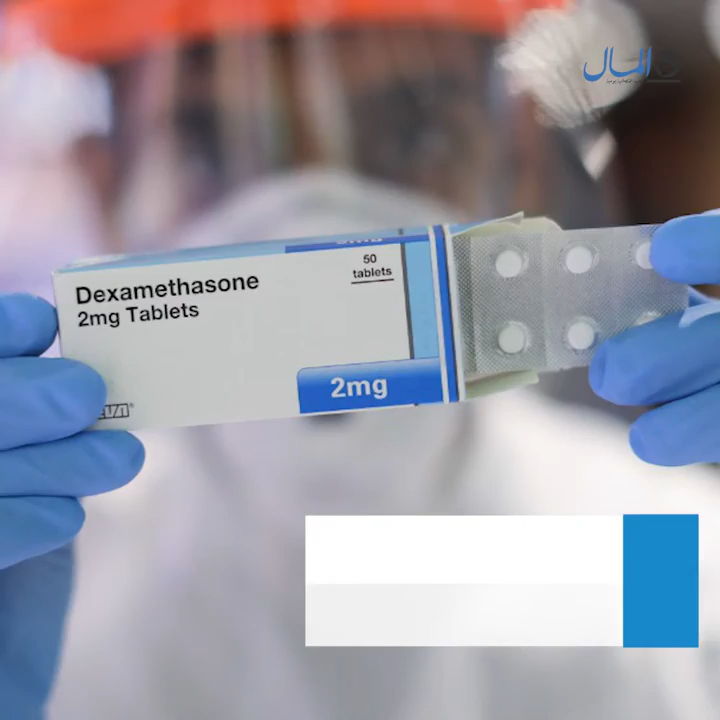 المال
50
tablets
Dexamethasone
2mg Tablets
2mg